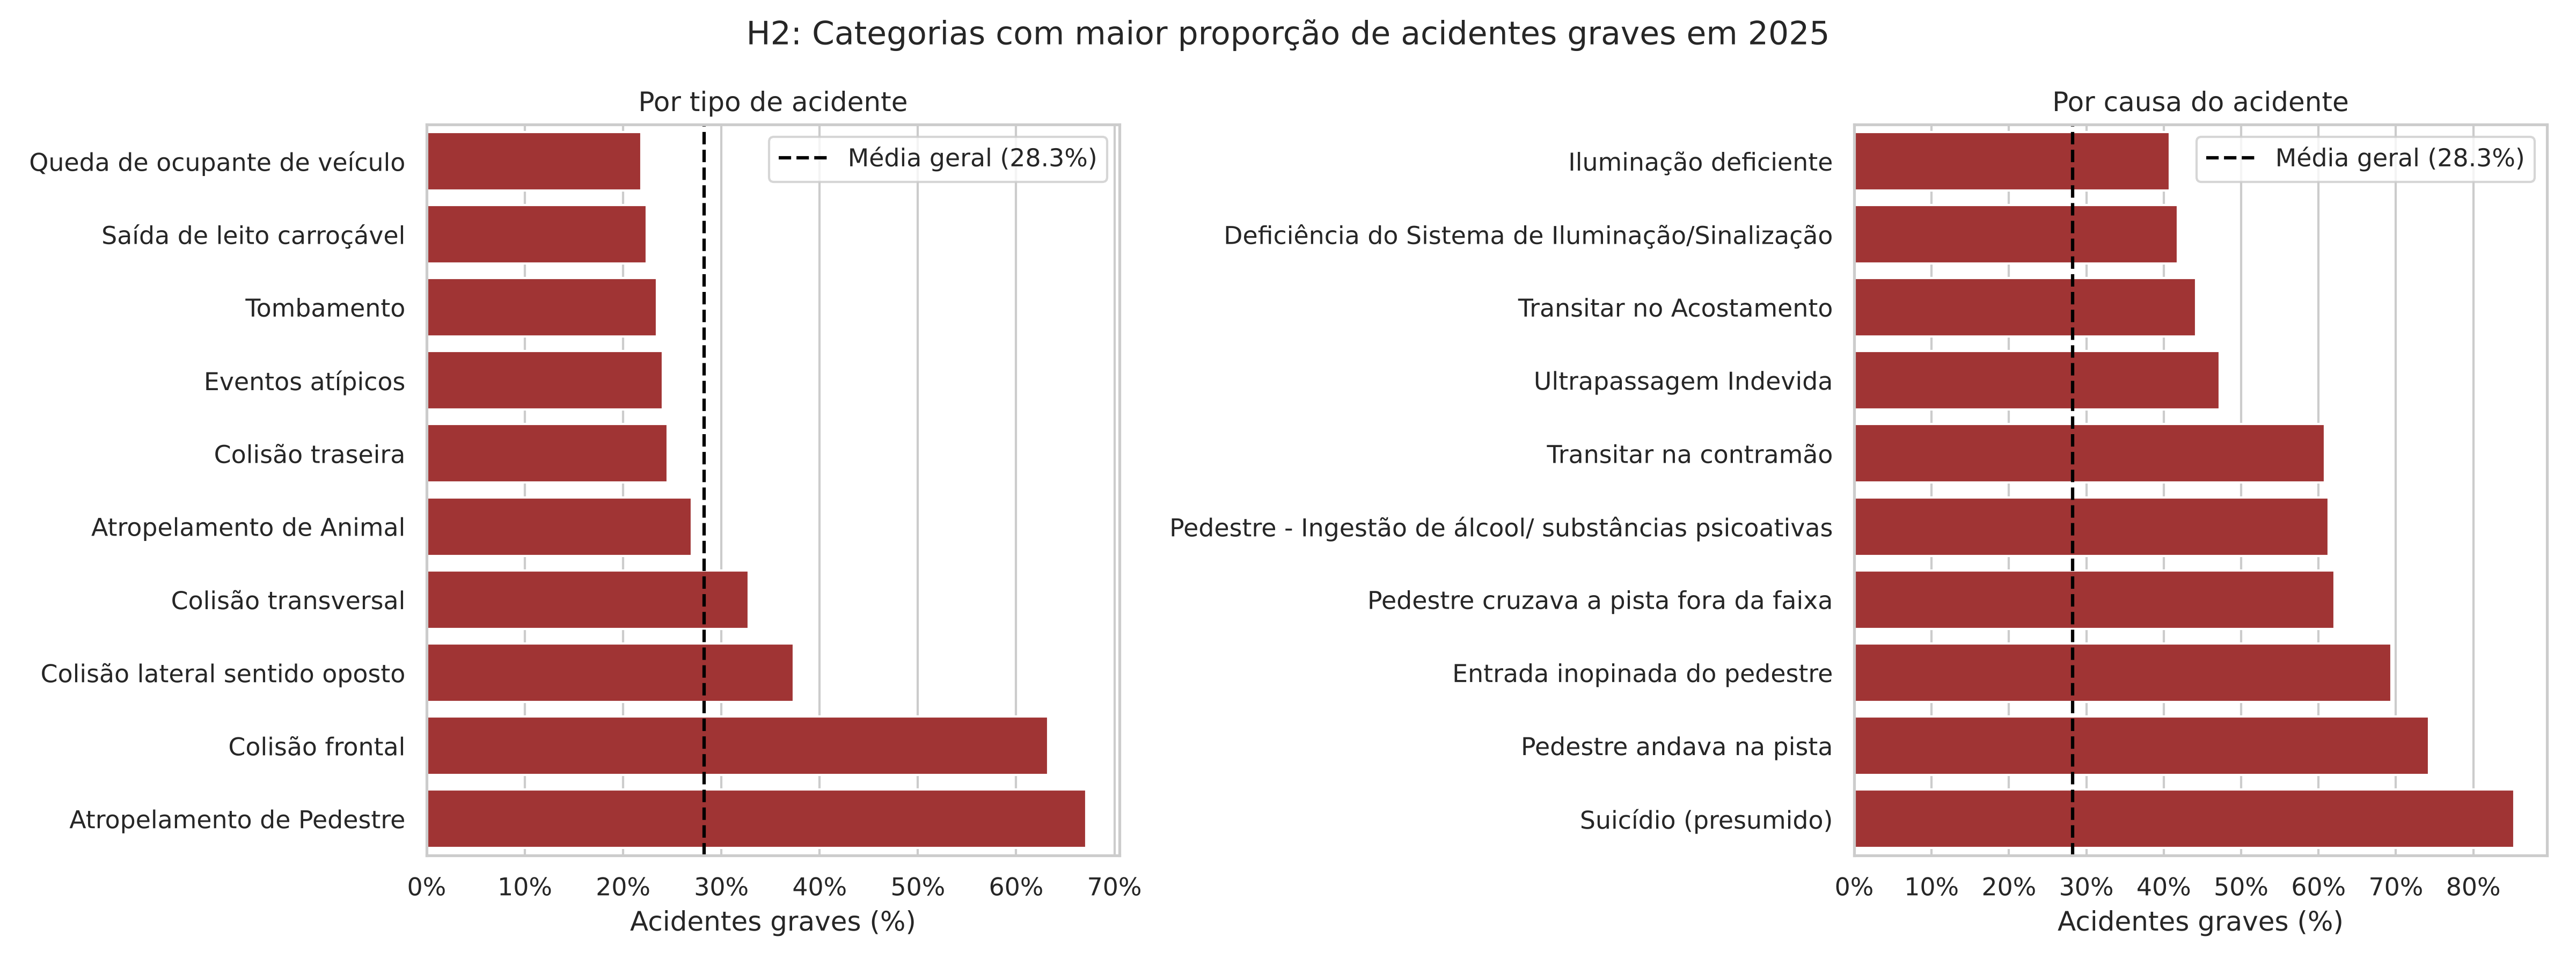 H2: Categorias com maior proporção de acidentes graves em 2025
Por tipo de acidente
Média geral (28.3%)
Queda de ocupante de veículo
Saída de leito carroçável
Tombamento
Eventos atípicos
Colisão traseira
Atropelamento de Animal
Colisão transversal
Colisão lateral sentido oposto
Colisão frontal
Atropelamento de Pedestre
0% 10% 20% 30% 40% 50% 60% 70%
Acidentes graves (%)
Por causa do acidente
Média geral (28.3%)
Iluminação deficiente
Deficiência do Sistema de Iluminação/Sinalização
Transitar no Acostamento
Ultrapassagem Indevida
Transitar na contramão
Pedestre - Ingestão de álcool/ substâncias psicoativas
Pedestre cruzava a pista fora da faixa
Entrada inopinada do pedestre
Pedestre andava na pista
Suicídio (presumido)
0% 10% 20% 30% 40% 50% 60% 70% 80%
Acidentes graves (%)